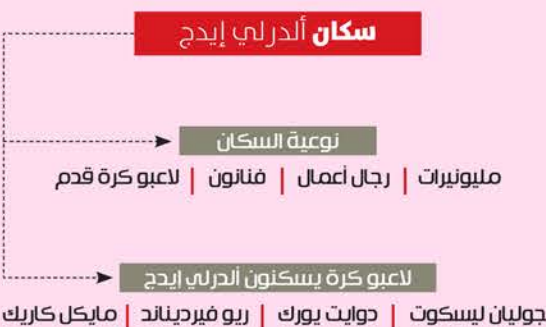 سكان ألدرلي إيدج
نوعية السكان
مليونيرات | رجال أعمال | فنانون | لاعبو كرة قدم
لاعبو كرة يسكنون ألدرلي إيدج
جوليان ليسكوت | دوايت يورك | ريو فيرديناند | مايكل كاريك